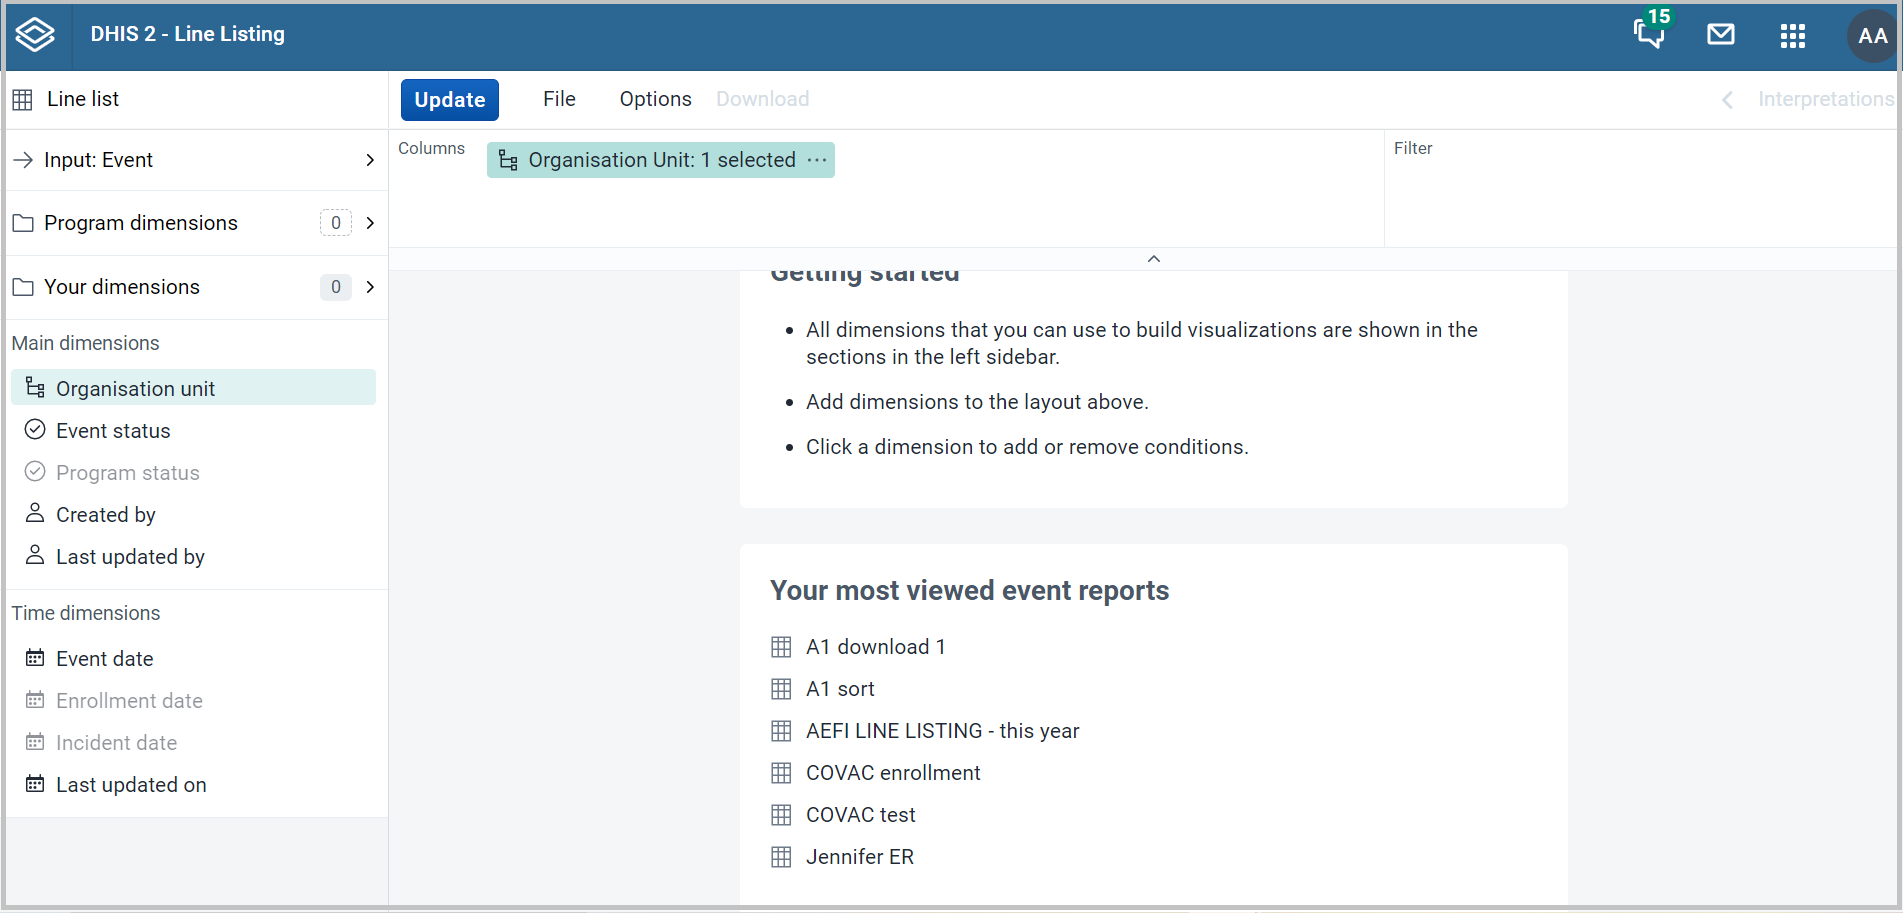 DHIS 2 - Line Listing
15
AA
Line list
Update
File
Options
Download
Interpretations
Input: Event
Columns
Organisation Unit: 1 selected
Filter
Program dimensions
0
Your dimensions
0
Main dimensions
Organisation unit
Event status
Program status
Created by
Last updated by
Time dimensions
Event date
Enrollment date
Incident date
Last updated on
Getting started
All dimensions that you can use to build visualizations are shown in the
sections in the left sidebar.
Add dimensions to the layout above.
Click a dimension to add or remove conditions.
Your most viewed event reports
A1 download 1
A1 sort
AEFI LINE LISTING - this year
COVAC enrollment
COVAC test
Jennifer ER